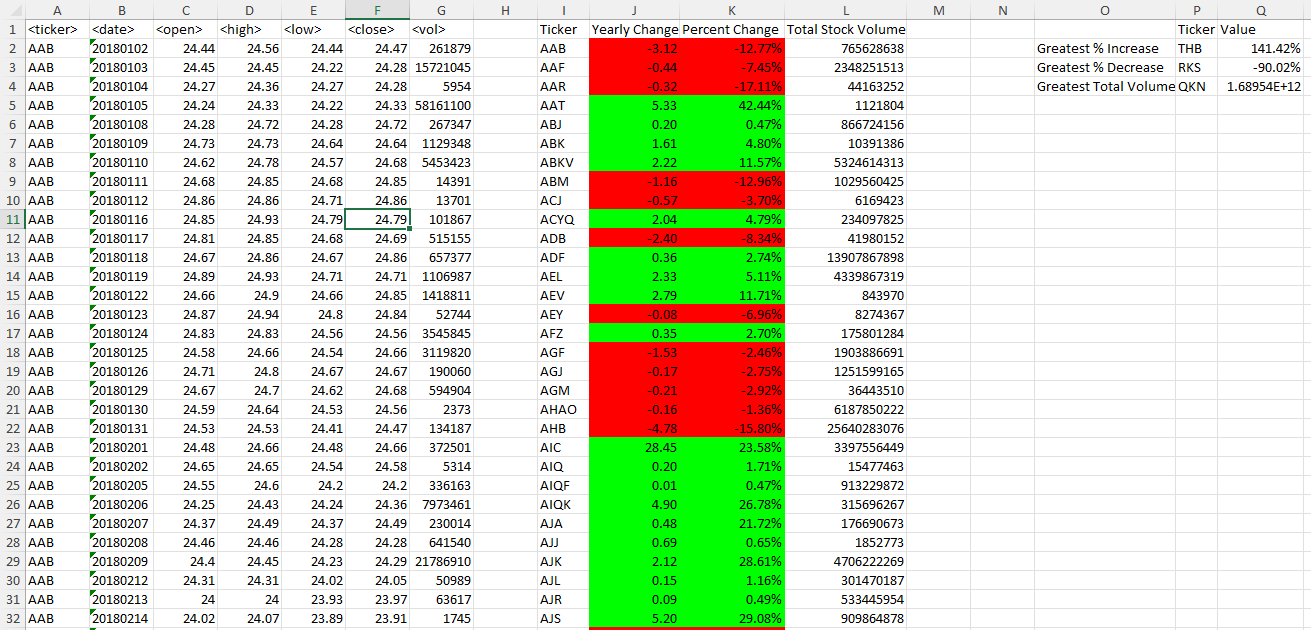 A B C D E F G H I J K L M N O P Q
1 <ticker> <date> <open> <high> <low> <close> <vol> Ticker Yearly Change Percent Change Total Stock Volume Ticker Value
2 AAB 20180102 24.44 24.56 24.44 24.47 261879 AAB -3.12 -12.77% 765628638 Greatest % Increase THB 141.42%
3 AAB 20180103 24.45 24.45 24.22 24.28 15721045 AAF -0.44 -7.45% 2348251513 Greatest % Decrease RKS -90.02%
4 AAB 20180104 24.27 24.36 24.27 24.28 5954 AAR -0.32 -17.11% 44163252 Greatest Total Volume QKN 1.68954E+12
5 AAB 20180105 24.24 24.33 24.22 24.33 58161100 AAT 5.33 42.44% 1121804
6 AAB 20180108 24.28 24.72 24.28 24.72 267347 ABJ 0.20 0.47% 866724156
7 AAB 20180109 24.73 24.73 24.64 24.64 1129348 ABK 1.61 4.80% 10391386
8 AAB 20180110 24.62 24.78 24.57 24.68 5453423 ABKV 2.22 11.57% 5324614313
9 AAB 20180111 24.68 24.85 24.68 24.85 14391 ABM -1.16 -12.96% 1029560425
10 AAB 20180112 24.86 24.86 24.71 24.86 13701 ACJ -0.57 -3.70% 6169423
11 AAB 20180116 24.85 24.93 24.79 24.79 101867 ACYQ 2.04 4.79% 234097825
12 AAB 20180117 24.81 24.85 24.68 24.69 515155 ADB -2.40 -8.34% 41980152
13 AAB 20180118 24.67 24.86 24.67 24.86 657377 ADF 0.36 2.74% 13907867898
14 AAB 20180119 24.89 24.93 24.71 24.71 1106987 AEL 2.33 5.11% 4339867319
15 AAB 20180122 24.66 24.9 24.66 24.85 1418811 AEV 2.79 11.71% 843970
16 AAB 20180123 24.87 24.94 24.8 24.84 52744 AEY -0.08 -6.96% 8274367
17 AAB 20180124 24.83 24.83 24.56 24.56 3545845 AFZ 0.35 2.70% 175801284
18 AAB 20180125 24.58 24.66 24.54 24.66 3119820 AGF -1.53 -2.46% 1903886691
19 AAB 20180126 24.71 24.8 24.67 24.67 190060 AGJ -0.17 -2.75% 1251599165
20 AAB 20180129 24.67 24.7 24.62 24.68 594904 AGM -0.21 -2.92% 36443510
21 AAB 20180130 24.59 24.64 24.53 24.56 2373 AHAO -0.16 -1.36% 6187850222
22 AAB 20180131 24.53 24.53 24.41 24.47 134187 AHB -4.78 -15.80% 25640283076
23 AAB 20180201 24.48 24.66 24.48 24.66 372501 AIC 28.45 23.58% 3397556449
24 AAB 20180202 24.65 24.65 24.54 24.58 5314 AIQ 0.20 1.71% 15477463
25 AAB 20180205 24.55 24.6 24.2 24.2 336163 AIQF 0.01 0.47% 913229872
26 AAB 20180206 24.25 24.43 24.24 24.36 7973461 AIQK 4.90 26.78% 315696267
27 AAB 20180207 24.37 24.49 24.37 24.49 230014 AJA 0.48 21.72% 176690673
28 AAB 20180208 24.46 24.46 24.28 24.28 641540 AJJ 0.69 0.65% 1852773
29 AAB 20180209 24.4 24.45 24.23 24.29 21786910 AJK 2.12 28.61% 4706222269
30 AAB 20180212 24.31 24.31 24.02 24.05 50989 AJL 0.15 1.16% 301470187
31 AAB 20180213 24 24 23.93 23.97 63617 AJR 0.09 0.49% 533445954
32 AAB 20180214 24.02 24.07 23.89 23.91 1745 AJS 5.20 29.08% 909864878